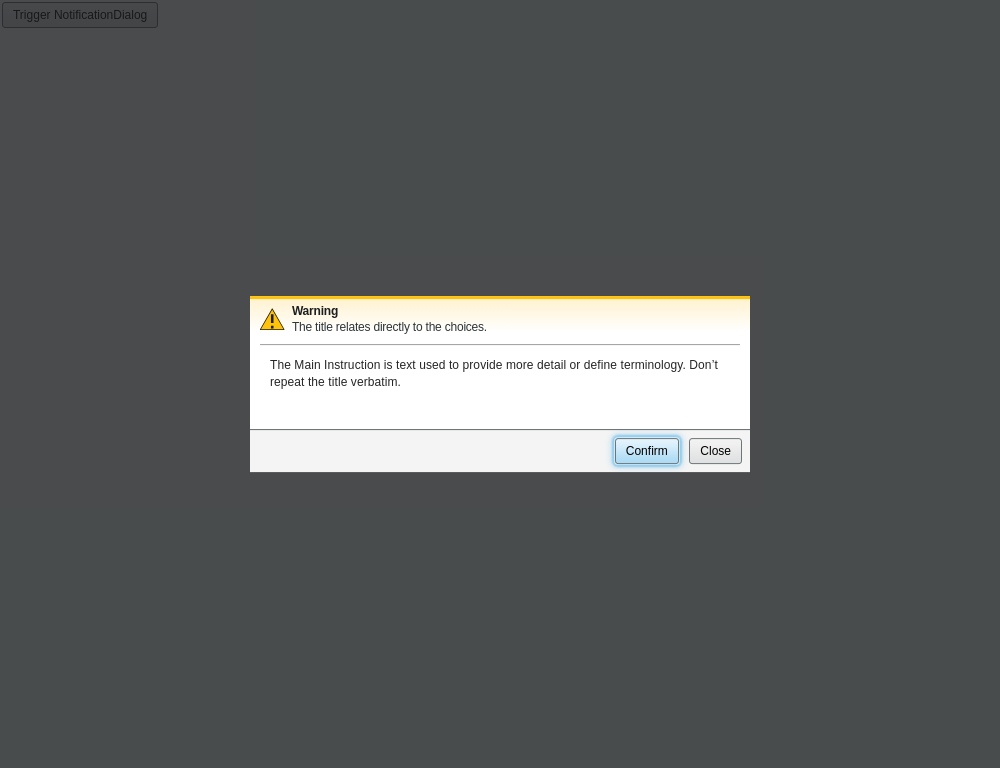 Trigger NotificationDialog
Warning
The title relates directly to the choices.
The Main Instruction is text used to provide more detail or define terminology. Don’t
repeat the title verbatim.
Confirm
Close